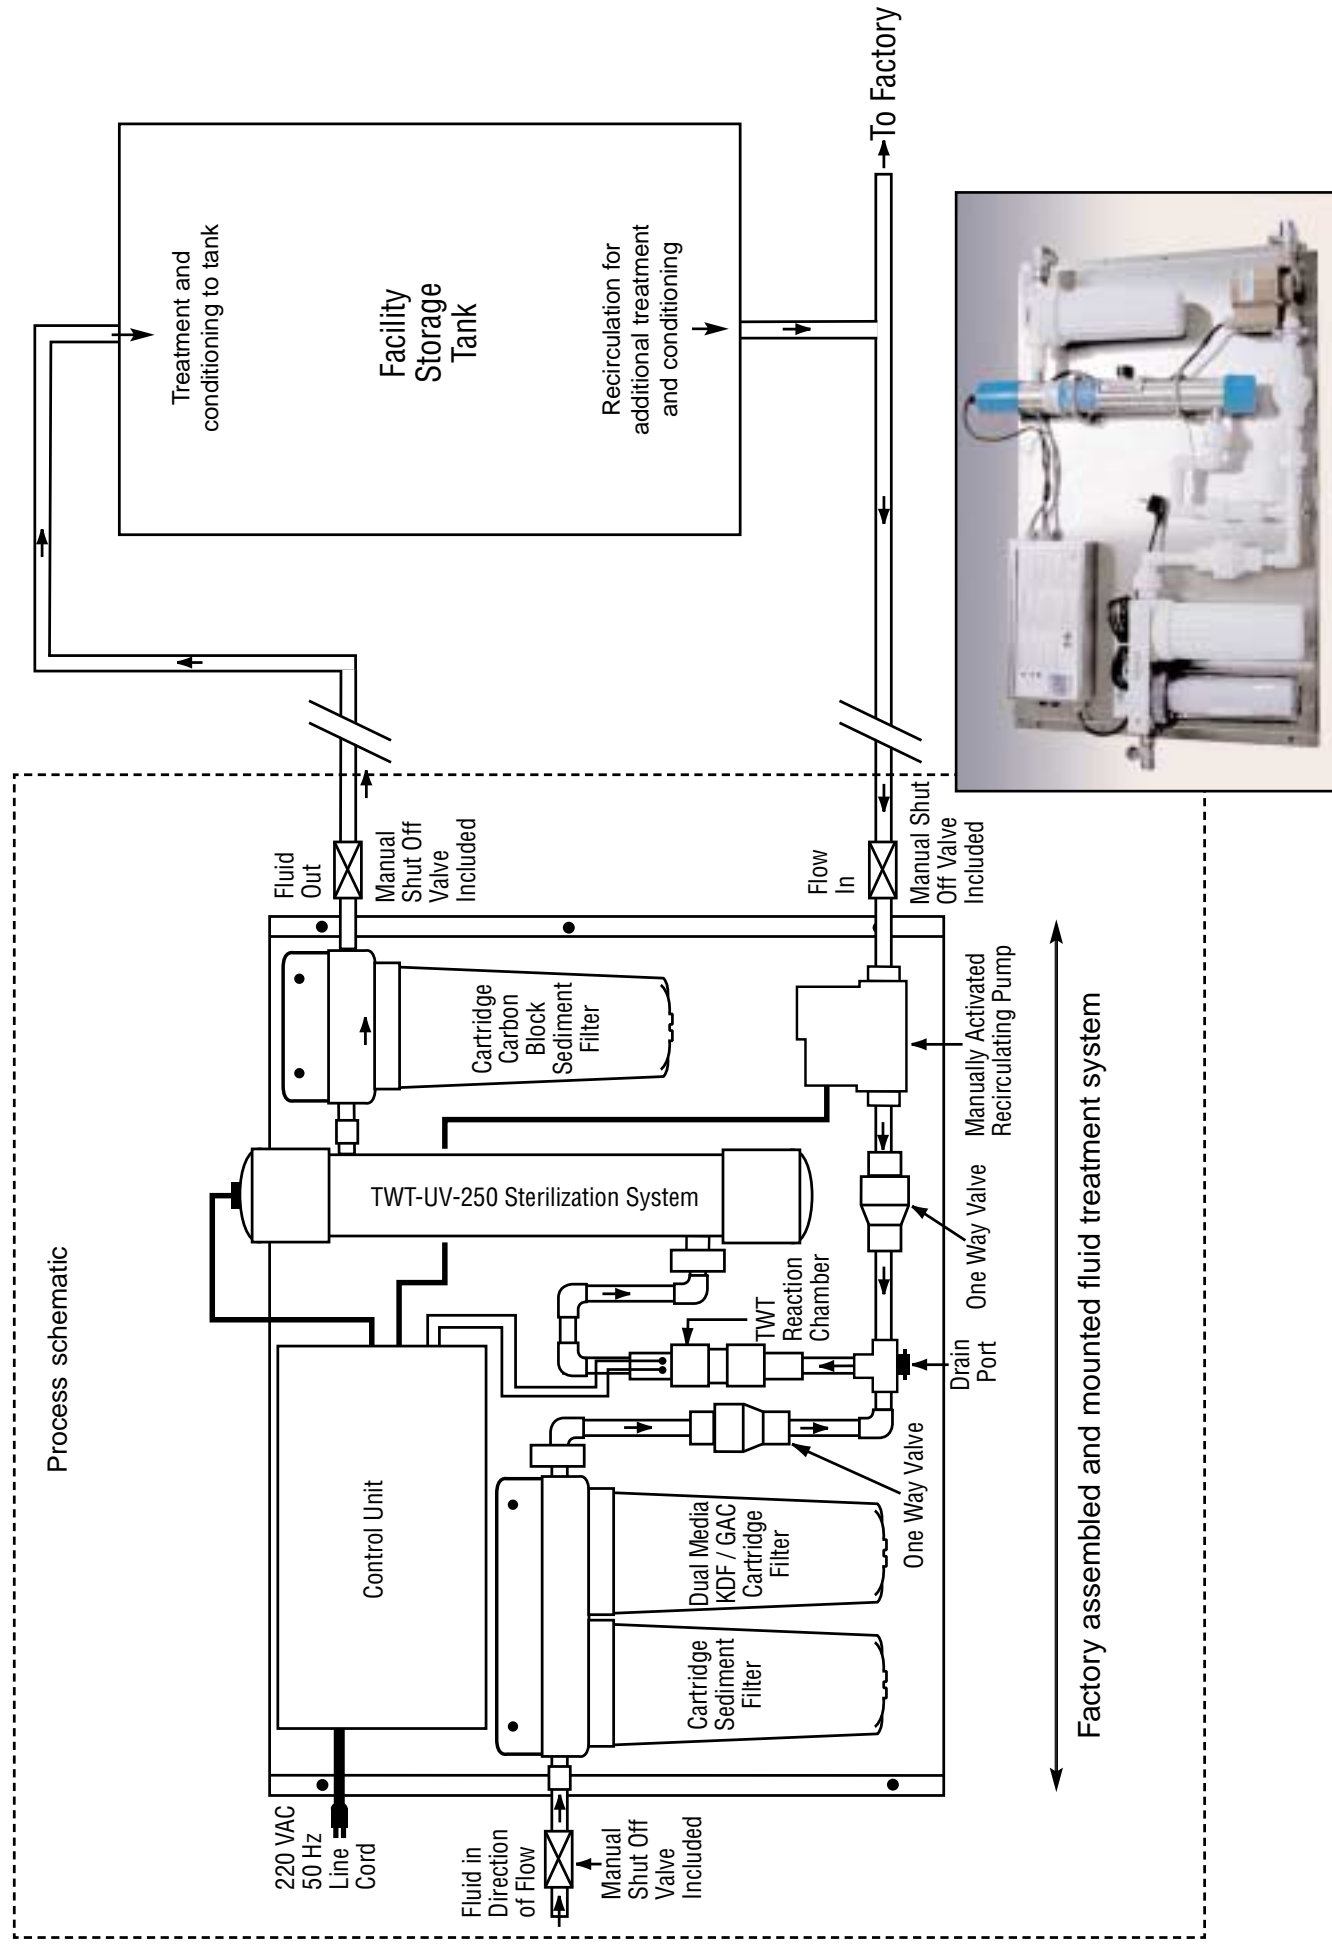 Process schematic
220 VAC
50 Hz
Line
Cord
Control Unit
Fluid in
Direction
of Flow
Manual
Shut Off
Valve
Included
Cartridge
Sediment
Filter
Dual Media
KDF / GAC
Cartridge
Filter
One Way Valve
TWT
Reaction
Chamber
Drain
Port
One Way Valve
TWT-UV-250 Sterilization System
Cartridge
Carbon
Block
Sediment
Filter
Manually Activated
Recirculating Pump
Fluid
Out
Manual
Shut Off
Valve
Included
Flow
In
Manual Shut
Off Valve
Included
Factory assembled and mounted fluid treatment system
Treatment and
conditioning to tank
Facility
Storage
Tank
Recirculation for
additional treatment
and conditioning
To Factory